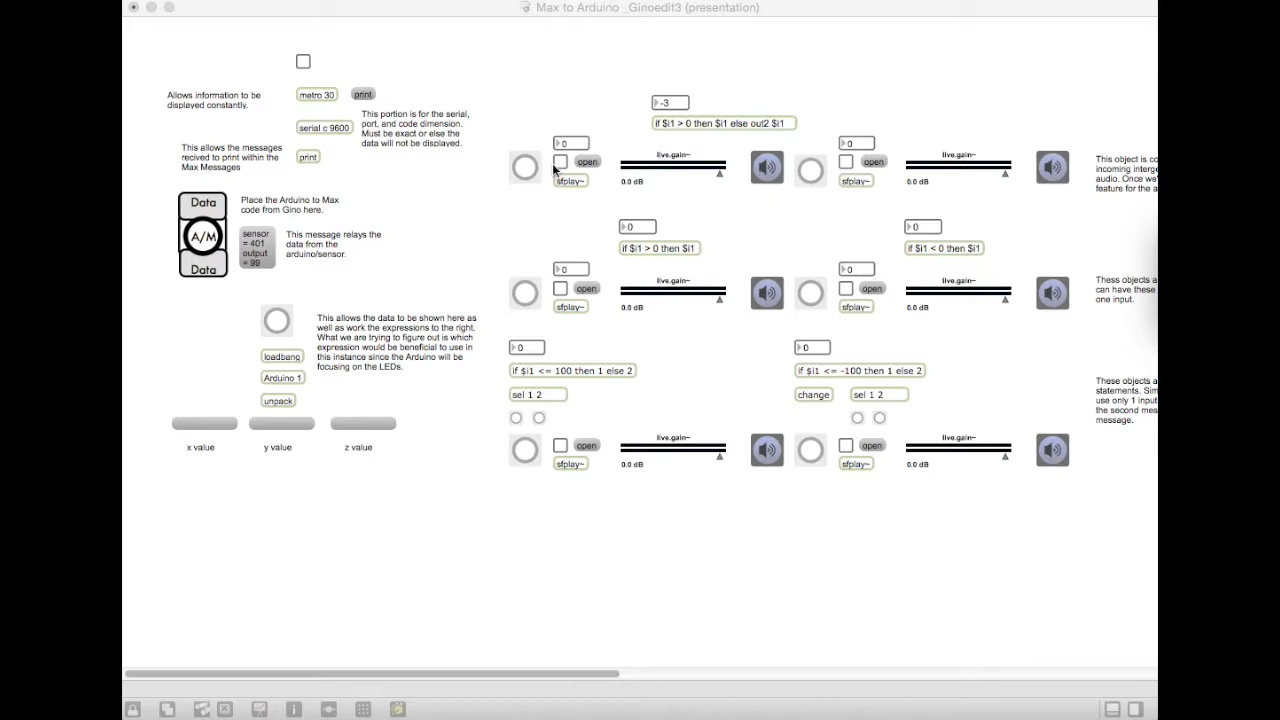 Max to Arduino _Ginoedit3 (presentation)
Allows information to be
displayed constantly.
metro 30
print
serial c 9600
This portion is for the serial,
port, and code dimension.
Must be exact or else the
data will not be displayed.
This allows the messages
recived to print within the
Max Messages
print
Data
A/M
Data
Place the Arduino to Max
code from Gino here.
sensor
= 401
output
= 99
This message relays the
data from the
arduino/sensor.
This allows the data to be shown here as
well as work the expressions to the right.
What we are trying to figure out is which
expression would be beneficial to use in
this instance since the Arduino will be
focusing on the LEDs.
loadbang
Arduino 1
unpack
x value
y value
z value
-3
if $i1 > 0 then $i1 else out2 $i1
0
open
sfplay~
live.gain~
0.0 dB
0
open
sfplay~
live.gain~
0.0 dB
This object is co
incoming interge
audio. Once we'
feature for the a
0
if $i1 > 0 then $i1
0
if $i1 < 0 then $i1
0
open
sfplay~
live.gain~
0.0 dB
0
open
sfplay~
live.gain~
0.0 dB
These objects a
can have these
one input.
0
if $i1 <= 100 then 1 else 2
sel 1 2
0
if $i1 <= -100 then 1 else 2
change
sel 1 2
open
sfplay~
live.gain~
0.0 dB
open
sfplay~
live.gain~
0.0 dB
These objects a
statements. Sim
use only 1 input
the second mes
message.